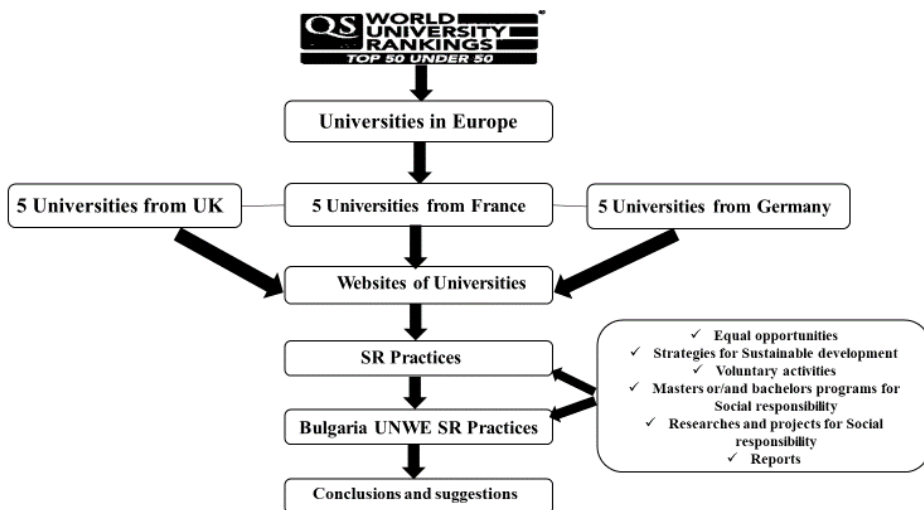 QS WORLD
UNIVERSITY
RANKINGS
TOP 50 UNDER 50
Universities in Europe
5 Universities from UK
5 Universities from France
5 Universities from Germany
Websites of Universities
SR Practices
✓ Equal opportunities
✓ Strategies for Sustainable development
✓ Voluntary activities
✓ Masters or/and bachelors programs for
Social responsibility
✓ Researches and projects for Social
responsibility
✓ Reports
Bulgaria UNWE SR Practices
Conclusions and suggestions